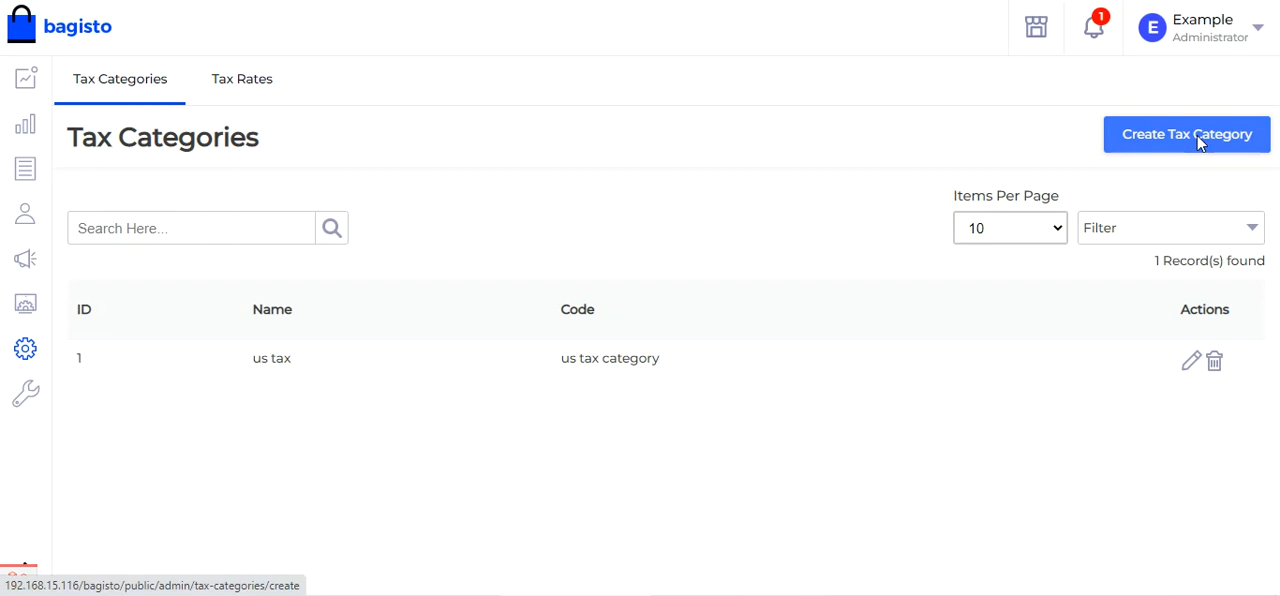 bagisto
1
E
Example
Administrator
Tax Categories
Tax Rates
Tax Categories
Create Tax Category
Items Per Page
Search Here...
10
Filter
1 Record(s) found
ID Name Code Actions
1 us tax us tax category
192.168.15.116/bagisto/public/admin/tax-categories/create